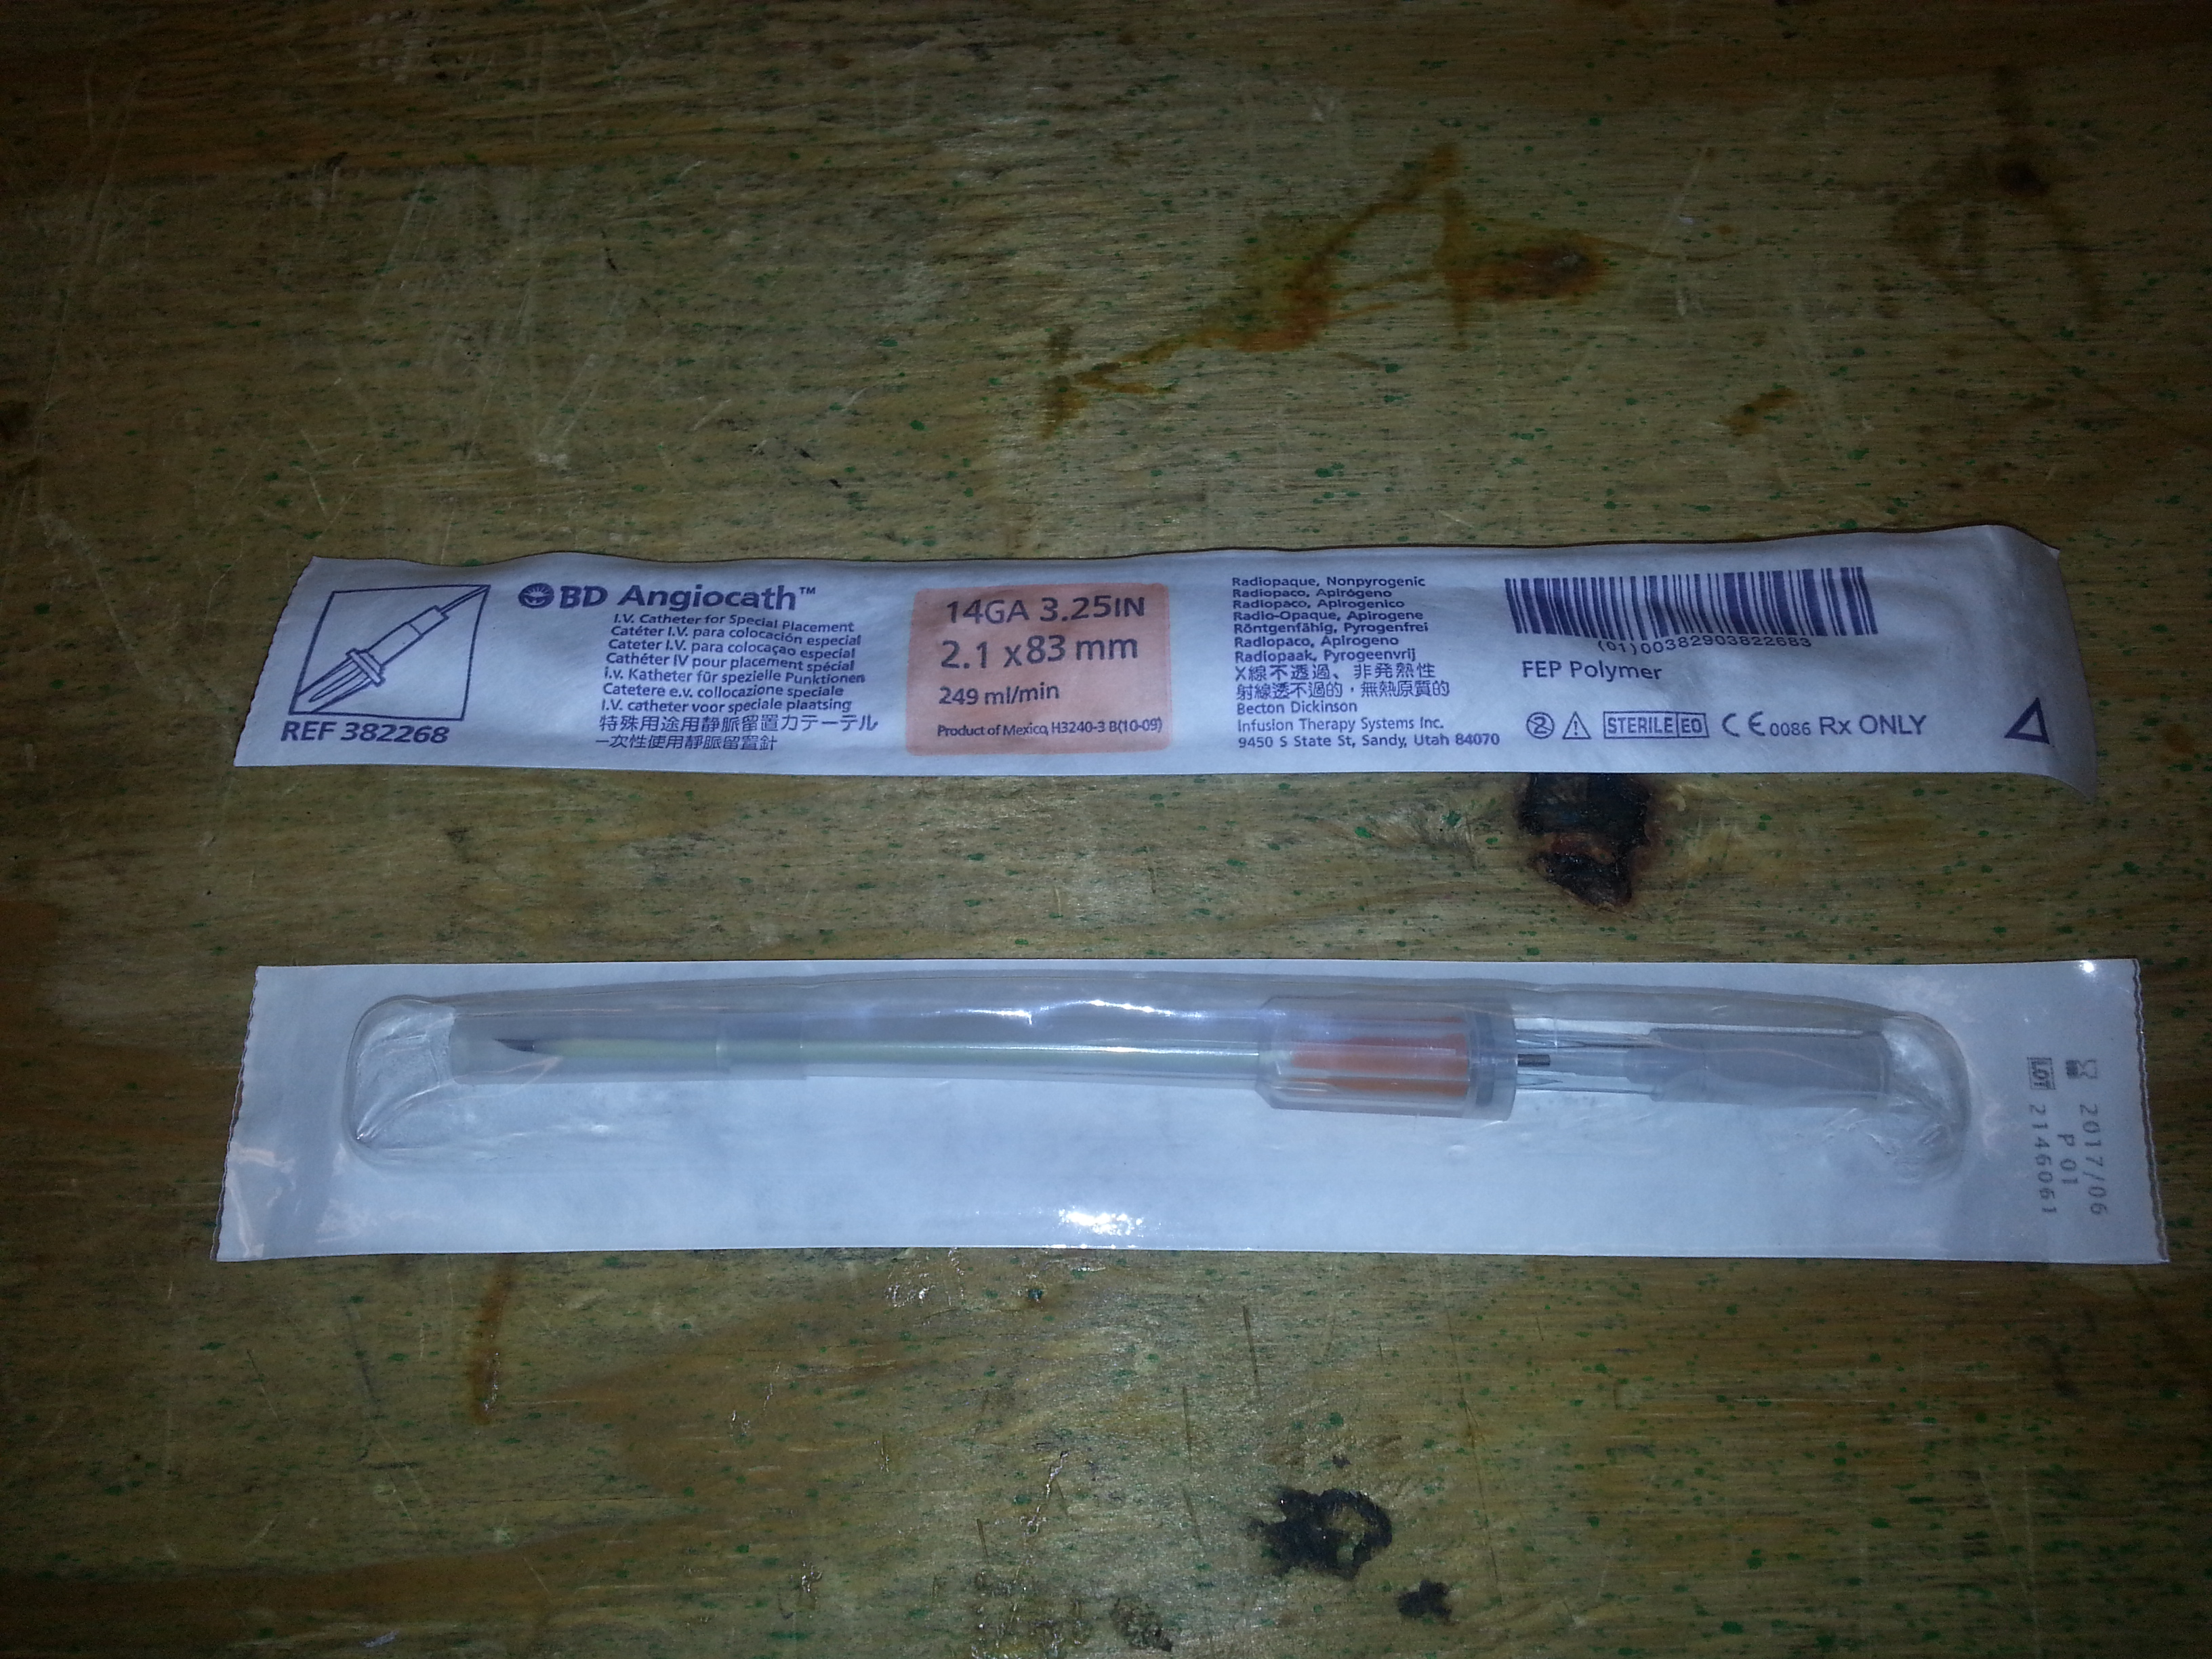 BD Angiocath™
I.V. Catheter for Special Placement
Catéter I.V. para colocación especial
Cateter I.V. para colocaçao especial
Cathéter IV pour placement spécial
i.v. Katheter für spezielle Punktionen
Catetere e.v. collocazione speciale
I.V. catheter voor speciale plaatsing
特殊用途用静脈留置カテーテル
一次性使用靜脈留置針
REF 382268
14GA 3.25IN
2.1 x 83 mm
249 ml/min
Product of Mexico, H3240-3 B(10-09)
Radiopaque, Nonpyrogenic
Radiopaco, Apirógeno
Radiopaco, Apirogenico
Radio-Opaque, Apirogene
Röntgenfähig, Pyrogenfrei
Radiopaco, Apirogeno
Radiopaak, Pyrogeenvrij
X線不透過、非発熱性
射線透不過的，無熱原質的
Becton Dickinson
Infusion Therapy Systems Inc.
9450 S State St, Sandy, Utah 84070
(01)00382903822683
FEP Polymer
2 STERILE EO CE 0086 Rx ONLY
2017/06
P 01
LOT 2146061